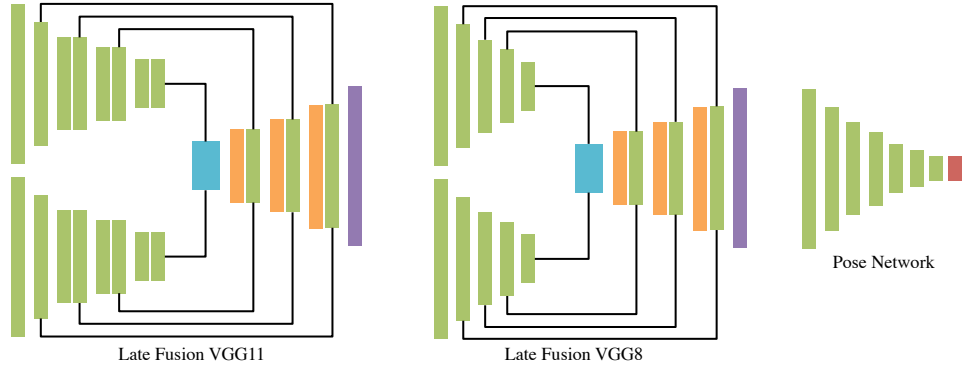 Late Fusion VGG11
Late Fusion VGG8
Pose Network